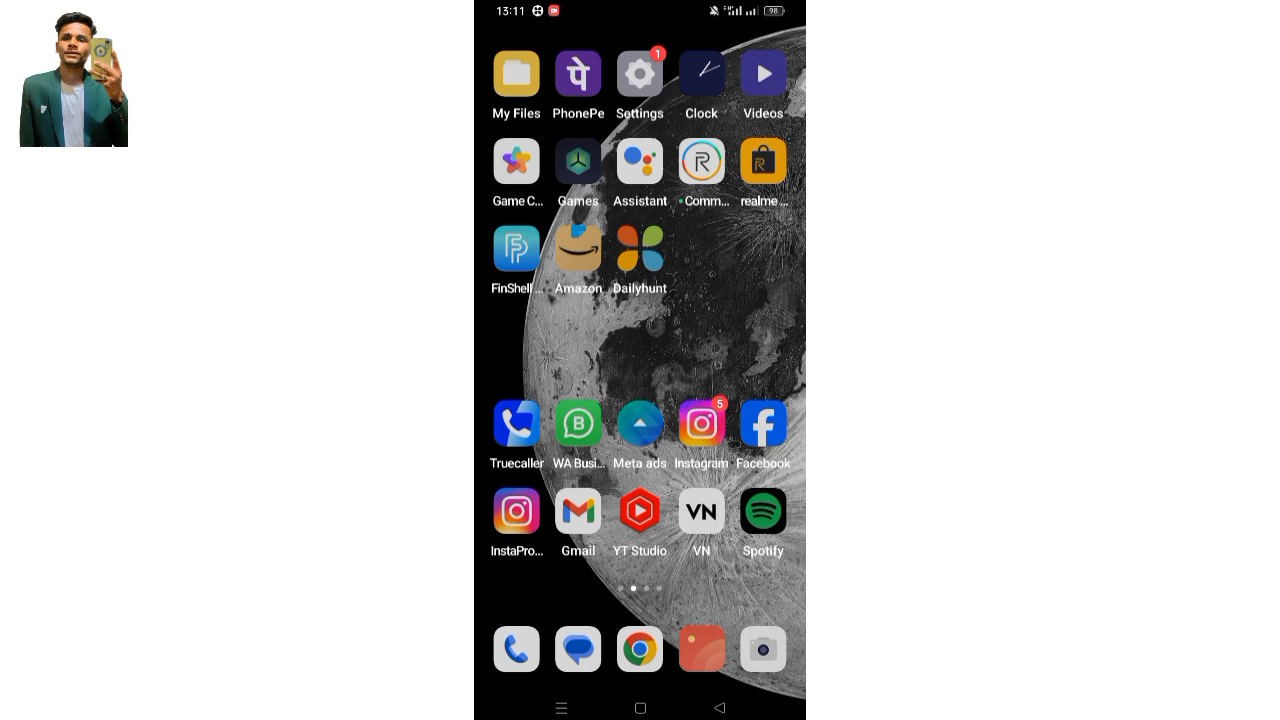 13:11
98
1
My Files PhonePe Settings Clock Videos
Game C... Games Assistant Comm... realme ...
FinShell ... Amazon Dailyhunt
5
Truecaller WA Busi... Meta ads Instagram Facebook
VN
InstaPro... Gmail YT Studio VN Spotify